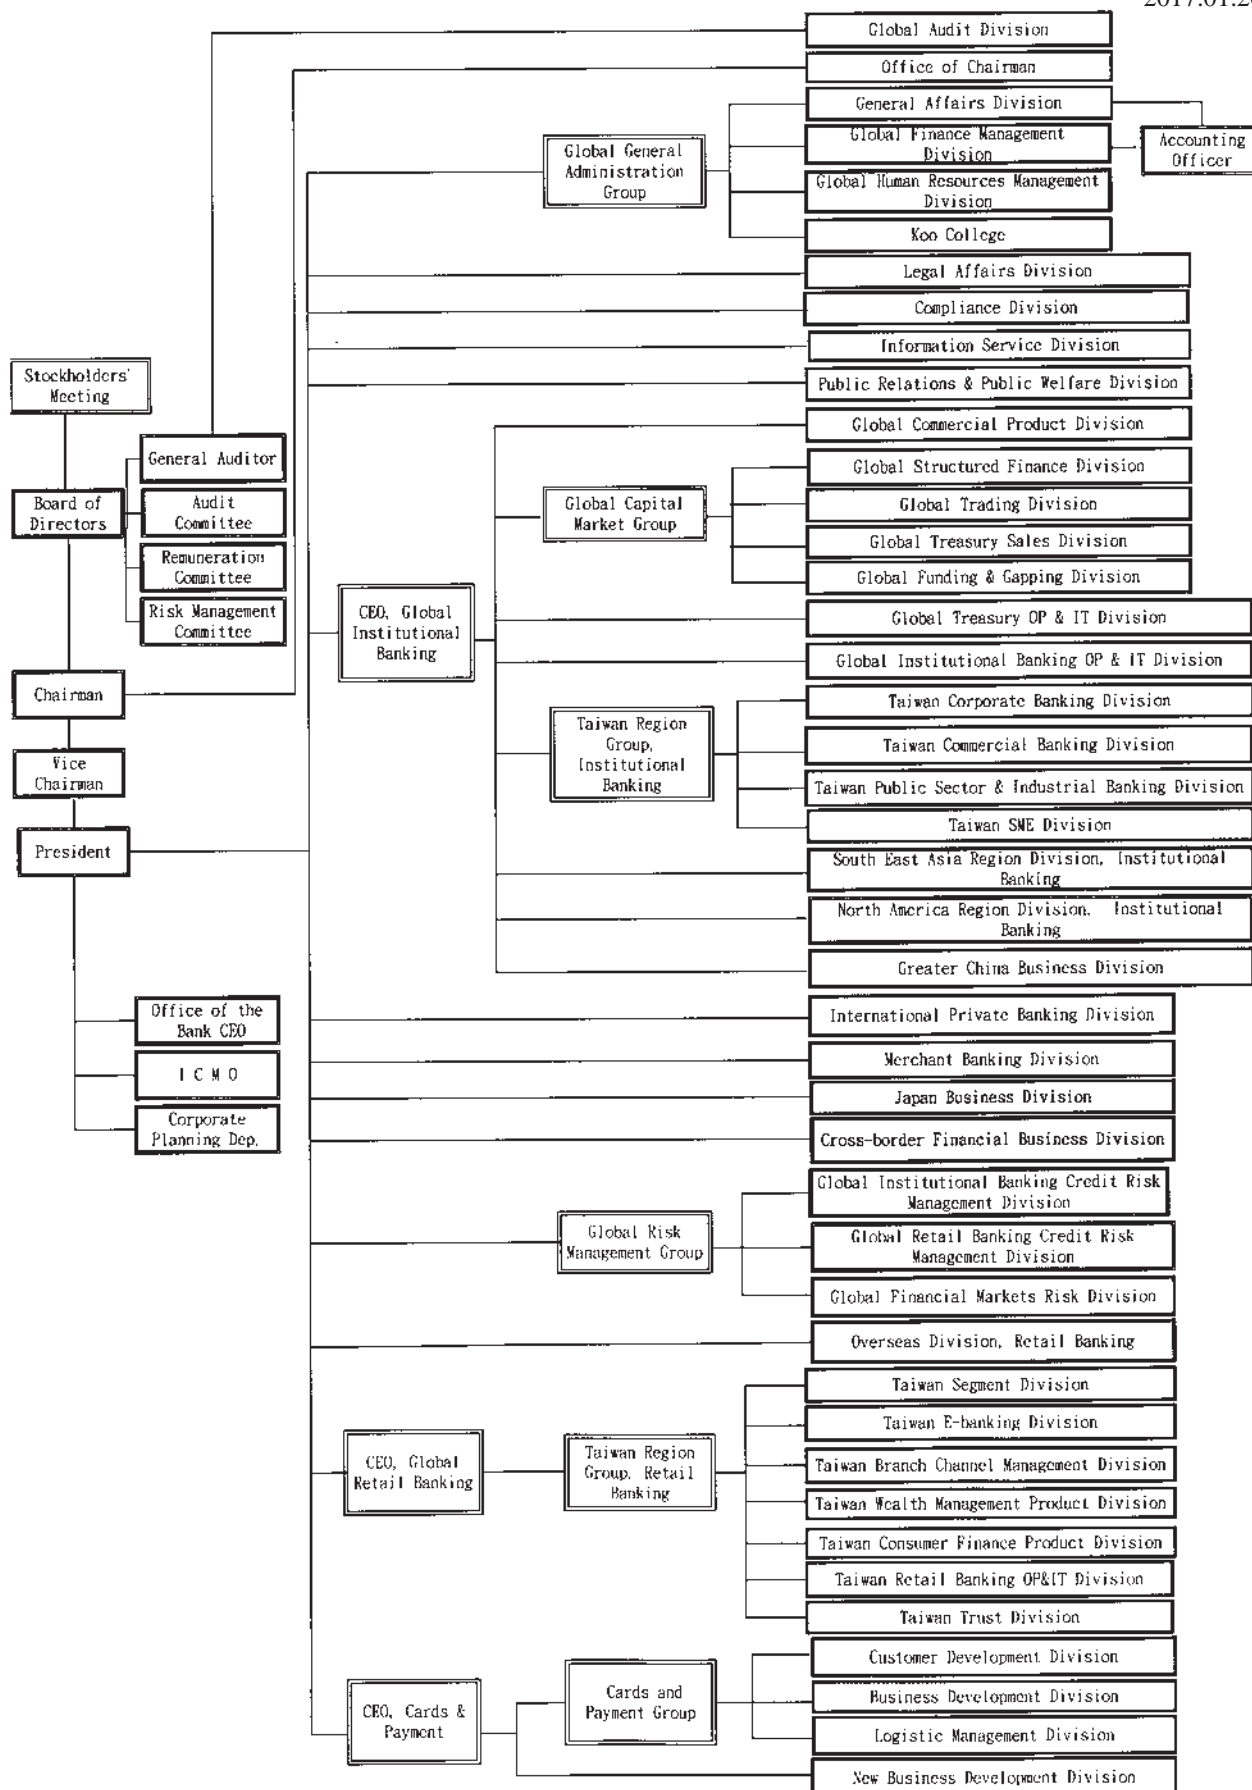 2017.01.20
Global Audit Division
Office of Chairman
General Affairs Division
Global Finance Management
Division
Accounting
Officer
Global General
Administration
Group
Global Human Resources Management
Division
Koo College
Legal Affairs Division
Compliance Division
Information Service Division
Public Relations & Public Welfare Division
Stockholders'
Meeting
Global Commercial Product Division
General Auditor
Board of
Directors
Audit
Committee
Remuneration
Committee
Risk Management
Committee
Global Capital
Market Group
Global Structured Finance Division
Global Trading Division
Global Treasury Sales Division
Global Funding & Gapping Division
CEO, Global
Institutional
Banking
Global Treasury OP & IT Division
Global Institutional Banking OP & IT Division
Chairman
Vice
Chairman
President
Taiwan Region
Group,
Institutional
Banking
Taiwan Corporate Banking Division
Taiwan Commercial Banking Division
Taiwan Public Sector & Industrial Banking Division
Taiwan SME Division
South East Asia Region Division, Institutional
Banking
North America Region Division, Institutional
Banking
Greater China Business Division
Office of the
Bank CEO
I C M O
Corporate
Planning Dep.
International Private Banking Division
Merchant Banking Division
Japan Business Division
Cross-border Financial Business Division
Global Risk
Management Group
Global Institutional Banking Credit Risk
Management Division
Global Retail Banking Credit Risk
Management Division
Global Financial Markets Risk Division
Overseas Division, Retail Banking
CEO, Global
Retail Banking
Taiwan Region
Group, Retail
Banking
Taiwan Segment Division
Taiwan E-banking Division
Taiwan Branch Channel Management Division
Taiwan Wealth Management Product Division
Taiwan Consumer Finance Product Division
Taiwan Retail Banking OP&IT Division
Taiwan Trust Division
CEO, Cards &
Payment
Cards and
Payment Group
Customer Development Division
Business Development Division
Logistic Management Division
New Business Development Division